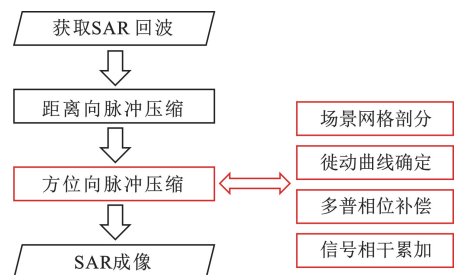 获取SAR 回波
距离向脉冲压缩
方位向脉冲压缩
SAR成像
场景网格剖分
徙动曲线确定
多普相位补偿
信号相干累加